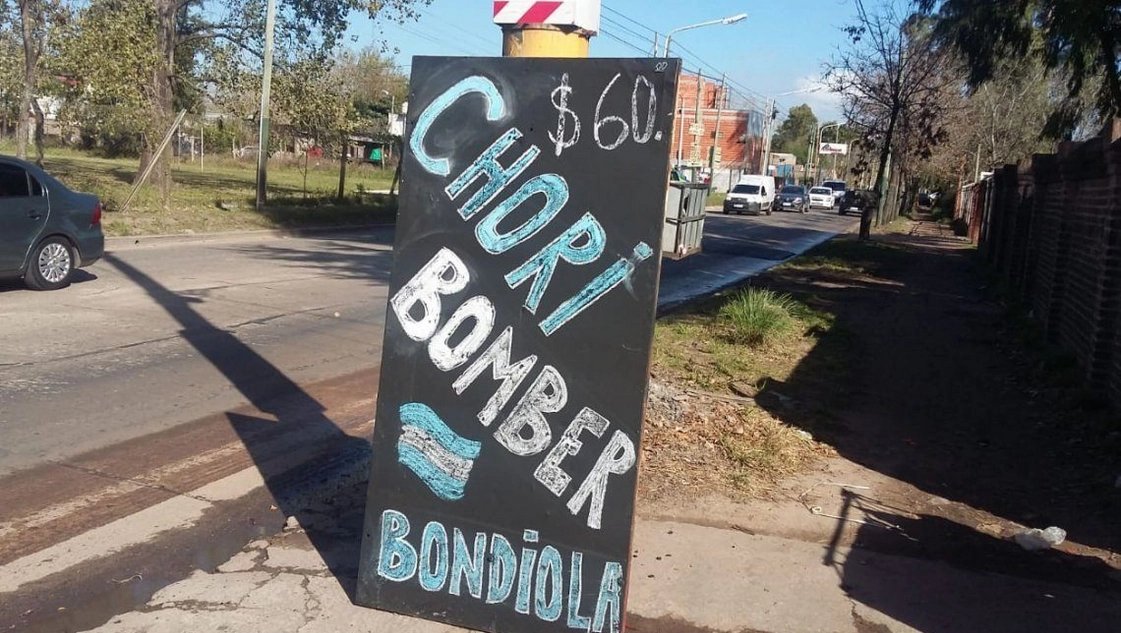 $60.
CHORi
BOMBER
BONDiOLA